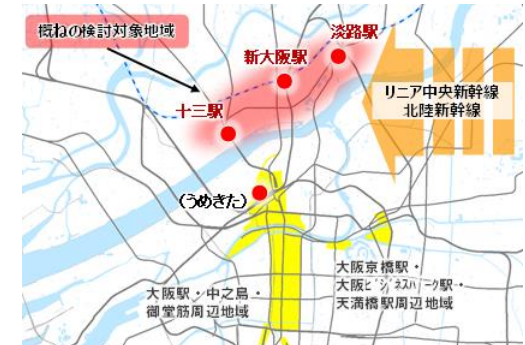 概ねの検討対象地域
淡路駅
新大阪駅
十三駅
リニア中央新幹線
北陸新幹線
(うめきた)
大阪駅・中之島・
御堂筋周辺地域
大阪京橋駅・
大阪ビジネスパーク駅・
天満橋駅周辺地域